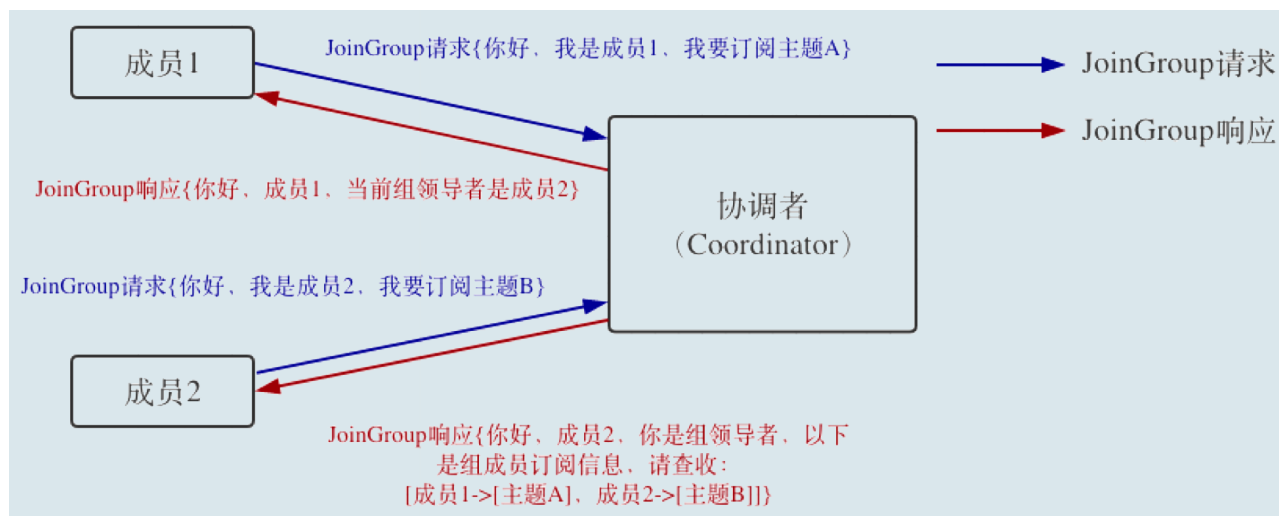 成员1
JoinGroup请求{你好，我是成员1，我要订阅主题A}
JoinGroup请求
JoinGroup响应
JoinGroup响应{你好，成员1，当前组领导者是成员2}
协调者
（Coordinator）
JoinGroup请求{你好，我是成员2，我要订阅主题B}
成员2
JoinGroup响应{你好，成员2，你是组领导者，以下
是组成员订阅信息，请查收：
[成员1->[主题A]，成员2->[主题B]]}